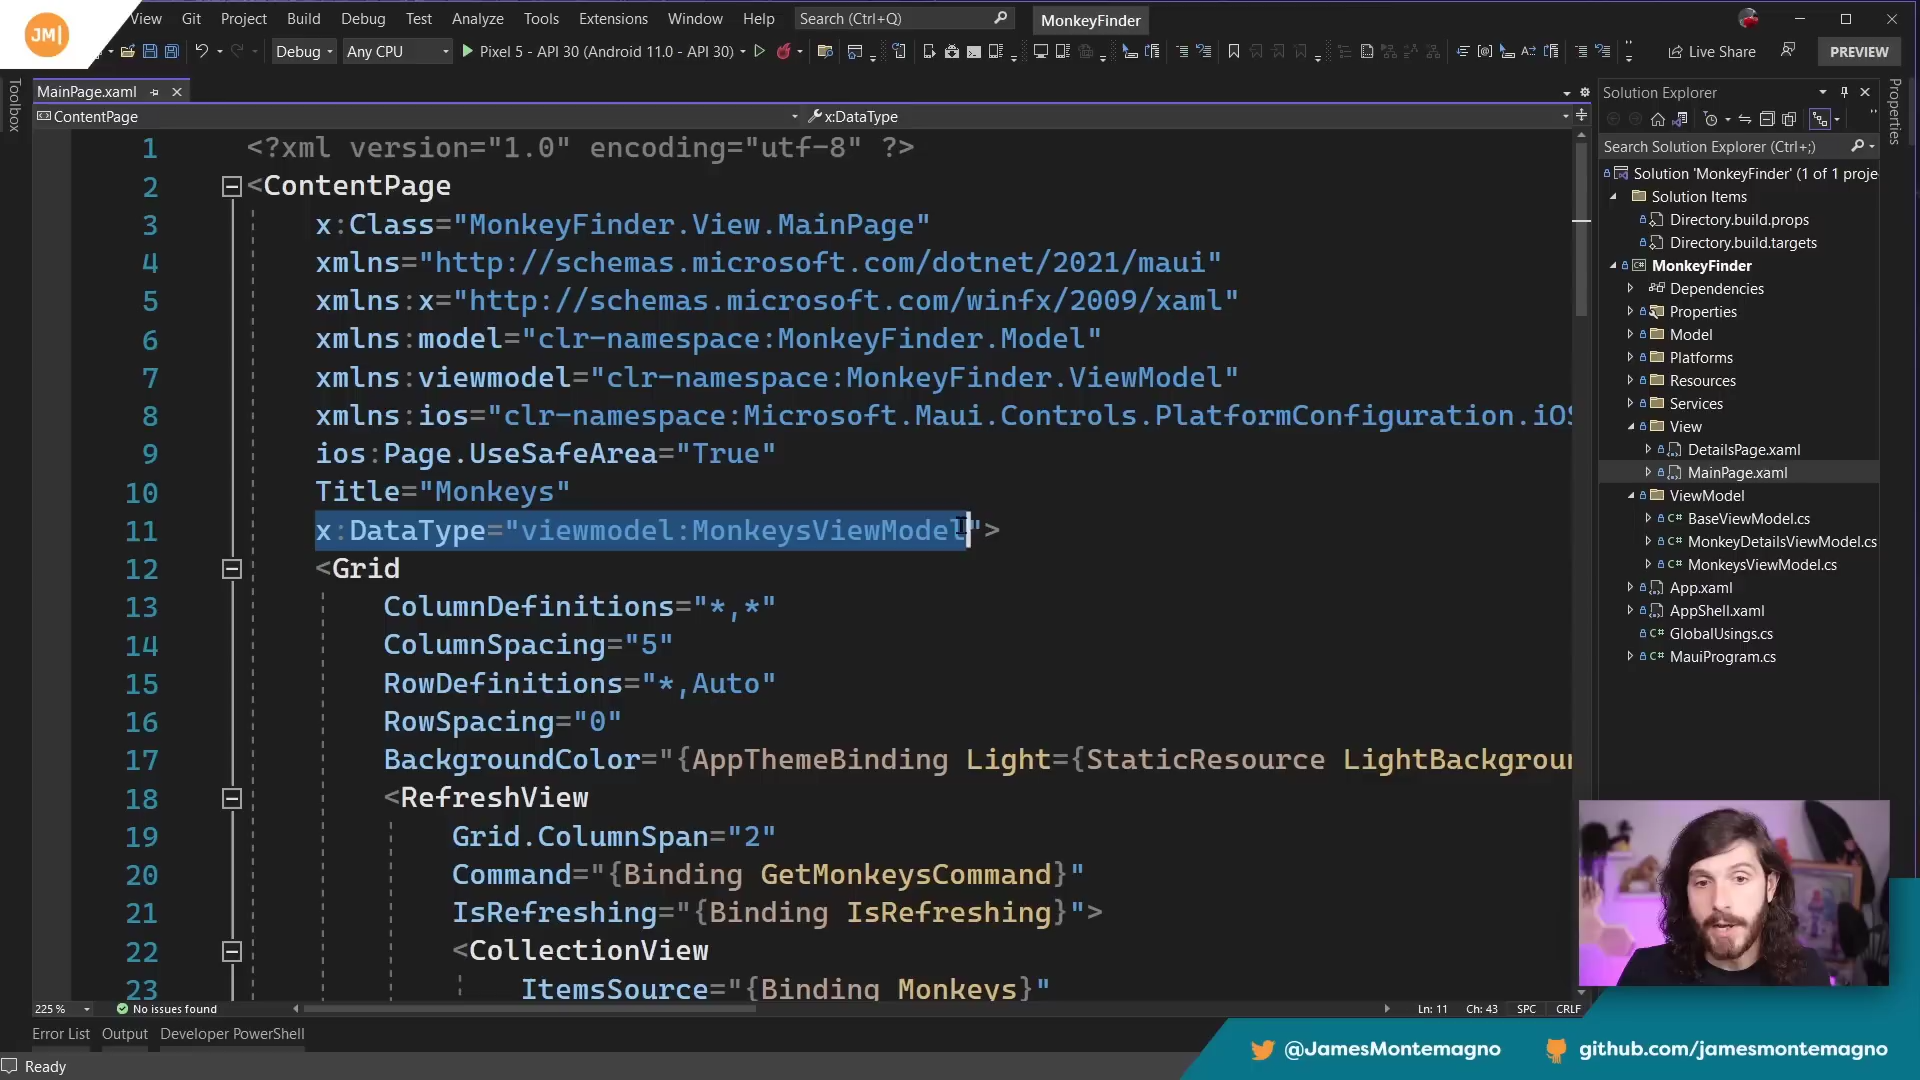 JM|
View Git Project Build Debug Test Analyze Tools Extensions Window Help Search (Ctrl+Q) MonkeyFinder
Debug Any CPU Pixel 5 - API 30 (Android 11.0 - API 30) Live Share PREVIEW
Toolbox
MainPage.xaml
ContentPage x:DataType
1 <?xml version="1.0" encoding="utf-8" ?>
2 <ContentPage
3 x:Class="MonkeyFinder.View.MainPage"
4 xmlns="http://schemas.microsoft.com/dotnet/2021/maui"
5 xmlns:x="http://schemas.microsoft.com/winfx/2009/xaml"
6 xmlns:model="clr-namespace:MonkeyFinder.Model"
7 xmlns:viewmodel="clr-namespace:MonkeyFinder.ViewModel"
8 xmlns:ios="clr-namespace:Microsoft.Maui.Controls.PlatformConfiguration.iOS
9 ios:Page.UseSafeArea="True"
10 Title="Monkeys"
11 x:DataType="viewmodel:MonkeysViewModel">
12 <Grid
13 ColumnDefinitions="*,*"
14 ColumnSpacing="5"
15 RowDefinitions="*,Auto"
16 RowSpacing="0"
17 BackgroundColor="{AppThemeBinding Light={StaticResource LightBackgroun
18 <RefreshView
19 Grid.ColumnSpan="2"
20 Command="{Binding GetMonkeysCommand}"
21 IsRefreshing="{Binding IsRefreshing}">
22 <CollectionView
23 ItemsSource="{Binding Monkeys}"
225 % No issues found Ln: 11 Ch: 43 SPC CRLF
Error List Output Developer PowerShell
Ready
Solution Explorer
Search Solution Explorer (Ctrl+;)
Solution 'MonkeyFinder' (1 of 1 proje
Solution Items
Directory.build.props
Directory.build.targets
MonkeyFinder
Dependencies
Properties
Model
Platforms
Resources
Services
View
DetailsPage.xaml
MainPage.xaml
ViewModel
BaseViewModel.cs
MonkeyDetailsViewModel.cs
MonkeysViewModel.cs
App.xaml
AppShell.xaml
GlobalUsings.cs
MauiProgram.cs
Properties
@JamesMontemagno github.com/jamesmontemagno